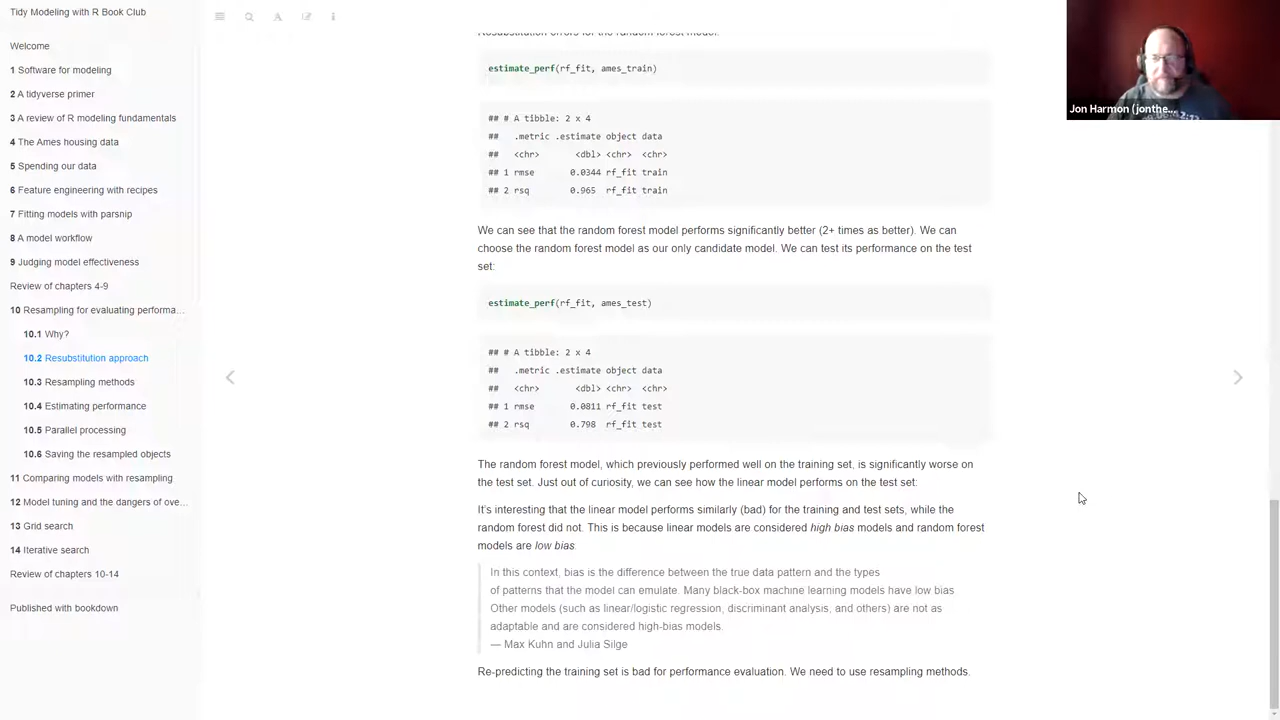 Tidy Modeling with R Book Club
Welcome
1 Software for modeling
2 A tidyverse primer
3 A review of R modeling fundamentals
4 The Ames housing data
5 Spending our data
6 Feature engineering with recipes
7 Fitting models with parsnip
8 A model workflow
9 Judging model effectiveness
Review of chapters 4-9
10 Resampling for evaluating performa...
10.1 Why?
10.2 Resubstitution approach
10.3 Resampling methods
10.4 Estimating performance
10.5 Parallel processing
10.6 Saving the resampled objects
11 Comparing models with resampling
12 Model tuning and the dangers of ove...
13 Grid search
14 Iterative search
Review of chapters 10-14
Published with bookdown
Resubstitution errors for the random forest model:
estimate_perf(rf_fit, ames_train)
## # A tibble: 2 x 4
##   .metric .estimate object data
##   <chr>       <dbl> <chr>  <chr>
## 1 rmse       0.0344 rf_fit train
## 2 rsq        0.965  rf_fit train
We can see that the random forest model performs significantly better (2+ times as better). We can
choose the random forest model as our only candidate model. We can test its performance on the test
set:
estimate_perf(rf_fit, ames_test)
## # A tibble: 2 x 4
##   .metric .estimate object data
##   <chr>       <dbl> <chr>  <chr>
## 1 rmse       0.0811 rf_fit test
## 2 rsq        0.798  rf_fit test
The random forest model, which previously performed well on the training set, is significantly worse on
the test set. Just out of curiosity, we can see how the linear model performs on the test set:
It's interesting that the linear model performs similarly (bad) for the training and test sets, while the
random forest did not. This is because linear models are considered high bias models and random forest
models are low bias.
In this context, bias is the difference between the true data pattern and the types
of patterns that the model can emulate. Many black-box machine learning models have low bias
Other models (such as linear/logistic regression, discriminant analysis, and others) are not as
adaptable and are considered high-bias models.
— Max Kuhn and Julia Silge
Re-predicting the training set is bad for performance evaluation. We need to use resampling methods.
Jon Harmon (jonthe...